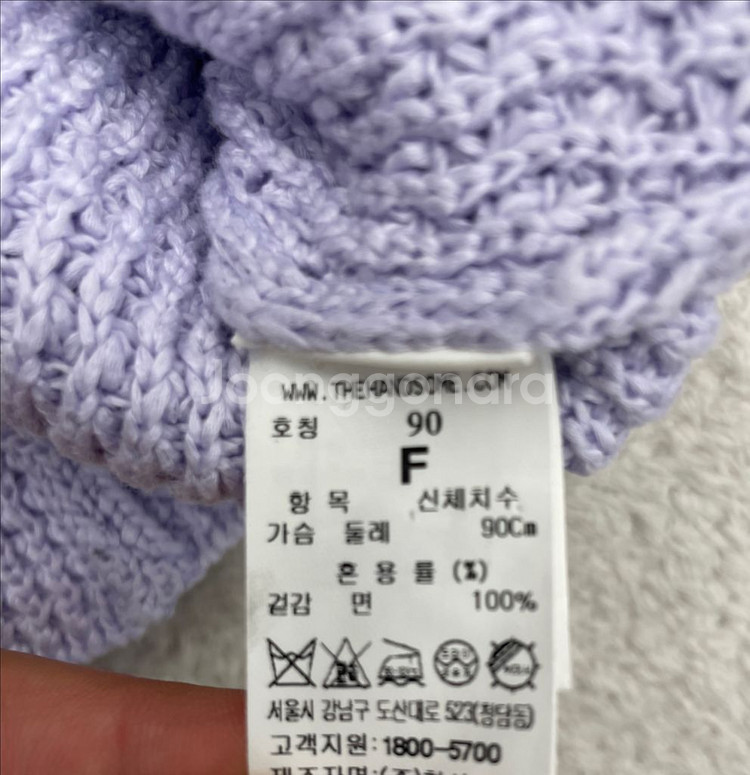 WWW.THEHANDSOME.COM
Joonggonara
호칭 90
F
항 목 신체치수
가슴 둘레 90Cm
혼 용 률 (%)
겉감 면 100%
서울시 강남구 도산대로 523(청담동)
고객지원:1800-5700